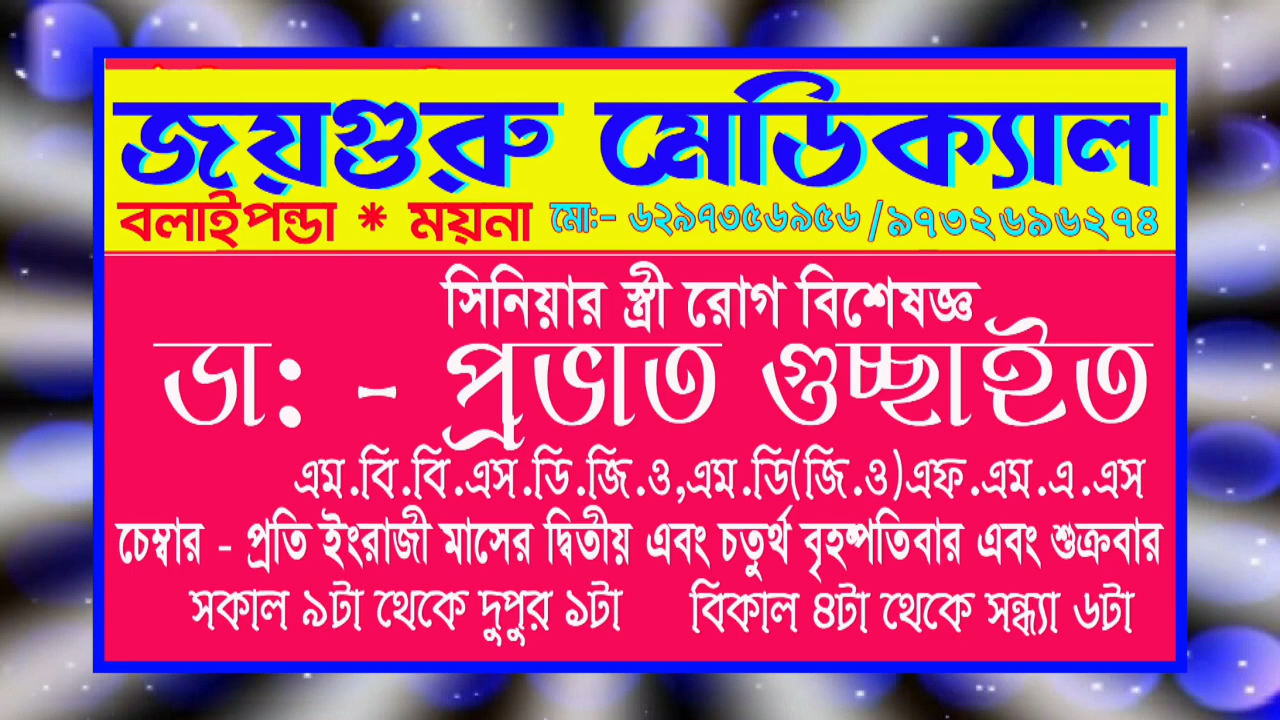 জয়গুরু মেডিক্যাল
বলাইপন্ডা * ময়না মো:- ৬২৯৭৩৫৬৯৫৬ /৯৭৩২৬৯৬২৭৪
সিনিয়ার স্ত্রী রোগ বিশেষজ্ঞ
ডা: - প্রভাত গুচ্ছাইত
এম.বি.বি.এস.ডি.জি.ও,এম.ডি(জি.ও)এফ.এম.এ.এস
চেম্বার - প্রতি ইংরাজী মাসের দ্বিতীয় এবং চতুর্থ বৃহষ্পতিবার এবং শুক্রবার
সকাল ৯টা থেকে দুপুর ১টা বিকাল ৪টা থেকে সন্ধ্যা ৬টা